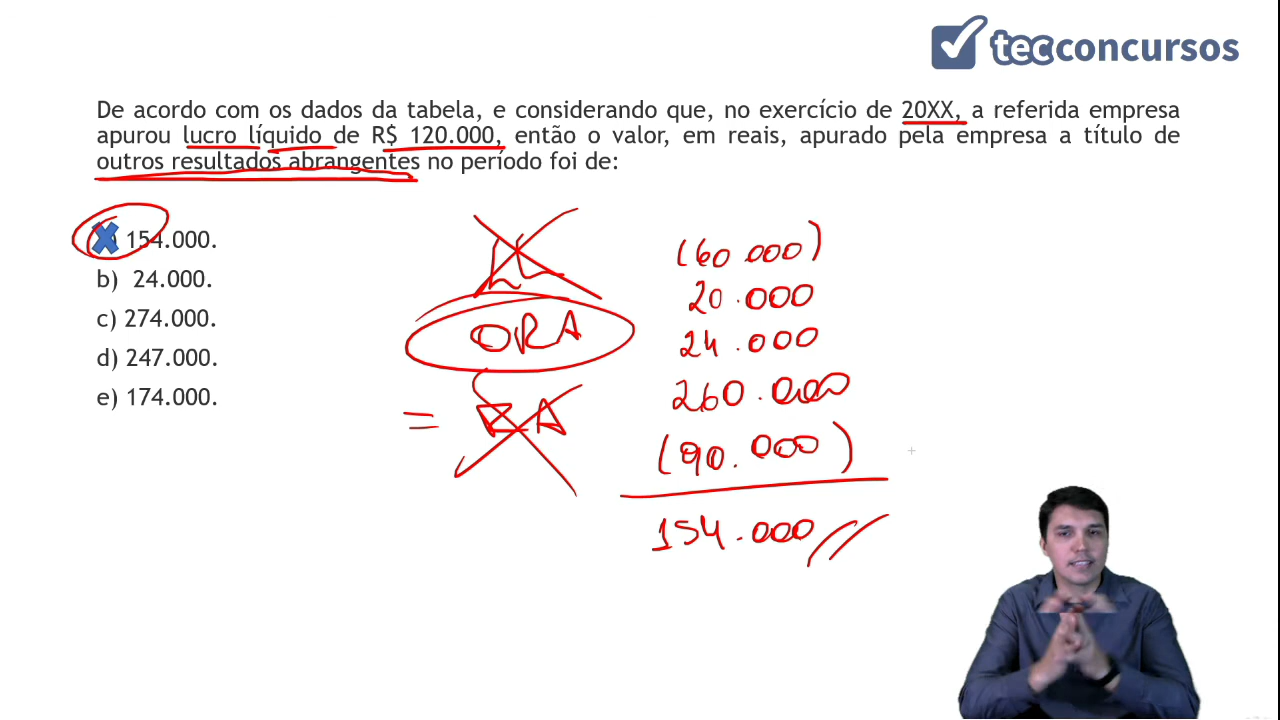 tecconcursos
De acordo com os dados da tabela, e considerando que, no exercício de 20XX, a referida empresa
apurou lucro líquido de R$ 120.000, então o valor, em reais, apurado pela empresa a título de
outros resultados abrangentes no período foi de:
154.000.
b) 24.000.
c) 274.000.
d) 247.000.
e) 174.000.
LL
ORA
= RA
(60.000)
20.000
24.000
260.000
(90.000)
154.000